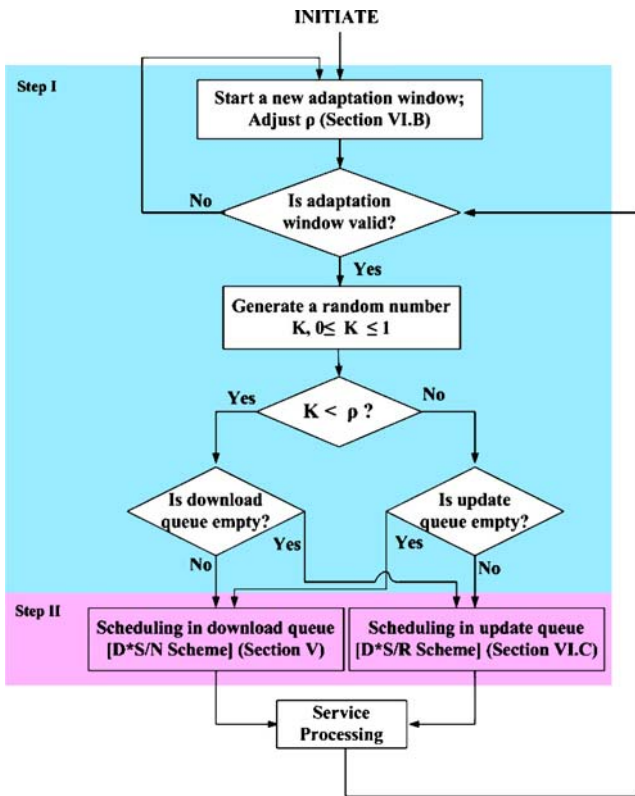 INITIATE
Step I
Start a new adaptation window;
Adjust ρ (Section VI.B)
No
Is adaptation
window valid?
Yes
Generate a random number
K, 0≤ K ≤ 1
Yes
No
K < ρ ?
Is download
queue empty?
Is update
queue empty?
Yes
Yes
No
No
Step II
Scheduling in download queue
[D*S/N Scheme] (Section V)
Scheduling in update queue
[D*S/R Scheme] (Section VI.C)
Service
Processing